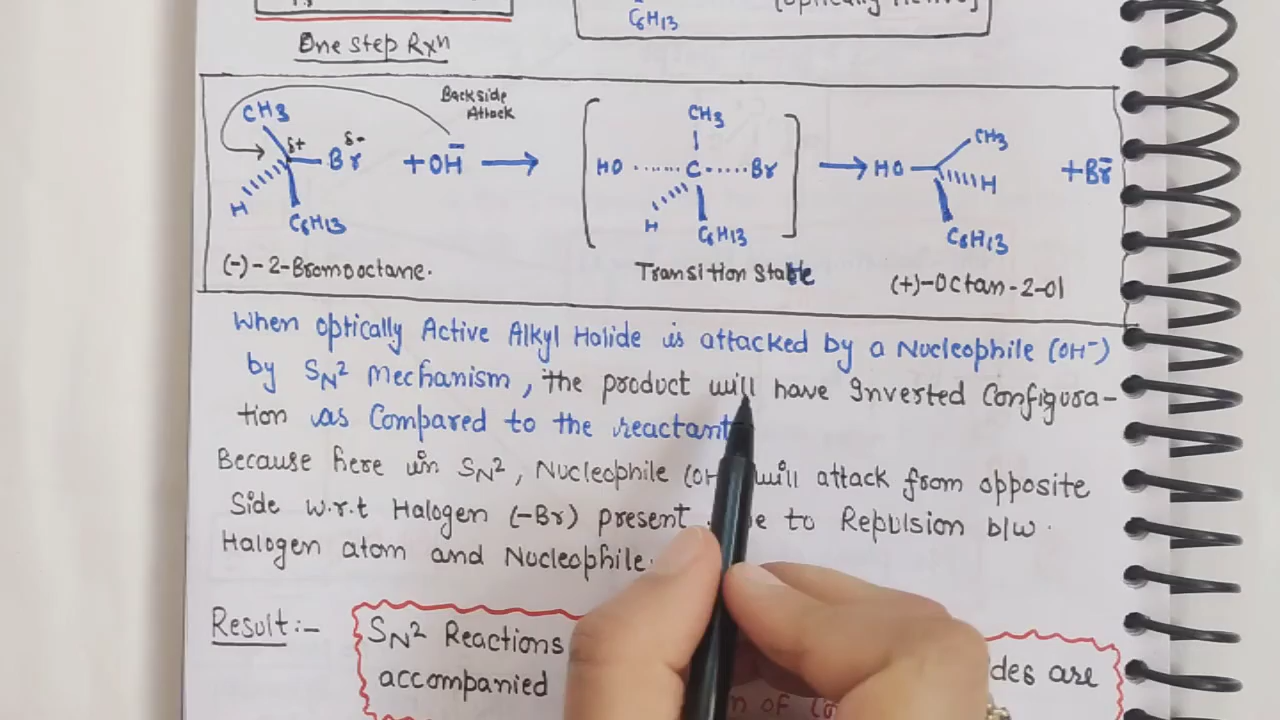 C6H13
[optically Active]
One step Rxn
CH3
δ+
δ-
Br
H
C6H13
+OH̄
Backside
Attack
CH3
HO ...... C ..... Br
H
C6H13
HO
CH3
H
C6H13
+Br̄
(-)-2-Bromooctane.
Transition State
(+)-Octan-2-ol
When optically Active Alkyl Halide is attacked by a Nucleophile (OH⁻)
by SN² Mechanism, the product will have Inverted Configura-
tion as Compared to the reactant
Because here in SN², Nucleophile (OH will attack from opposite
Side w.r.t Halogen (-Br) present to Repulsion b/w.
Halogen atom and Nucleophile.
Result:-
SN² Reactions
accompanied
are